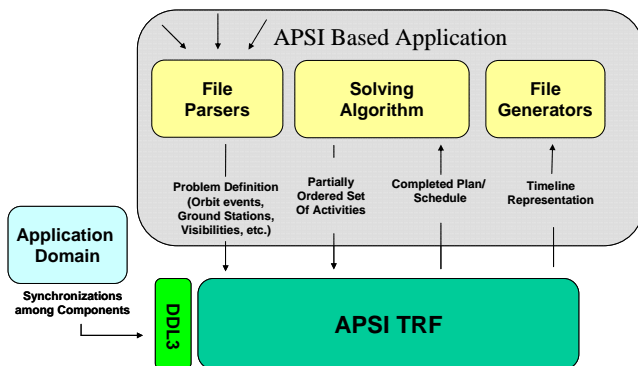 APSI Based Application
File
Parsers
Solving
Algorithm
File
Generators
Problem Definition
(Orbit events,
Ground Stations,
Visibilities, etc.)
Partially
Ordered Set
Of Activities
Completed Plan/
Schedule
Timeline
Representation
Application
Domain
Synchronizations
among Components
DDL3
APSI TRF